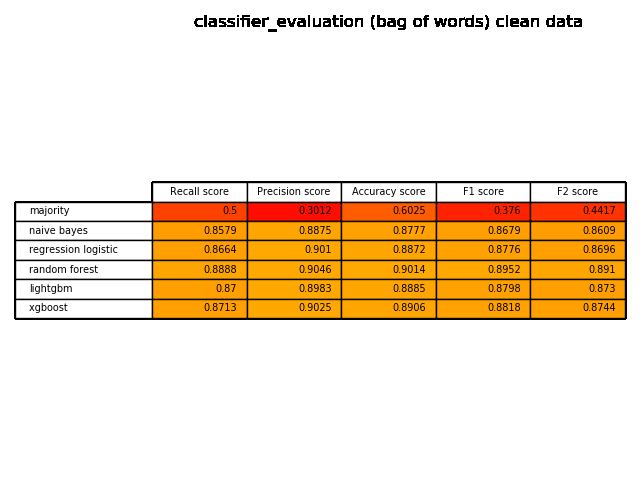 classifier_evaluation (bag of words) clean data
Recall score Precision score Accuracy score F1 score F2 score
majority 0.5 0.3012 0.6025 0.376 0.4417
naive bayes 0.8579 0.8875 0.8777 0.8679 0.8609
regression logistic 0.8664 0.901 0.8872 0.8776 0.8696
random forest 0.8888 0.9046 0.9014 0.8952 0.891
lightgbm 0.87 0.8983 0.8885 0.8798 0.873
xgboost 0.8713 0.9025 0.8906 0.8818 0.8744